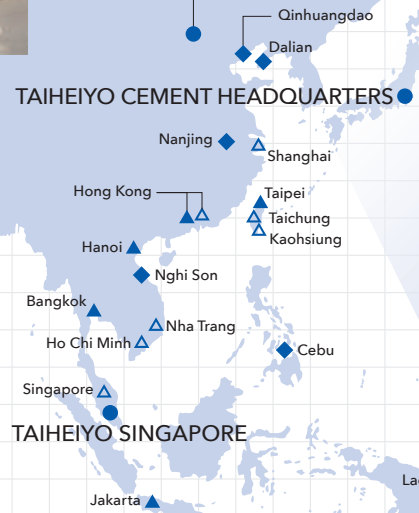 Qinhuangdao
Dalian
TAIHEIYO CEMENT HEADQUARTERS
Nanjing
Shanghai
Hong Kong
Taipei
Taichung
Kaohsiung
Hanoi
Nghi Son
Bangkok
Nha Trang
Ho Chi Minh
Cebu
Singapore
TAIHEIYO SINGAPORE
La
Jakarta